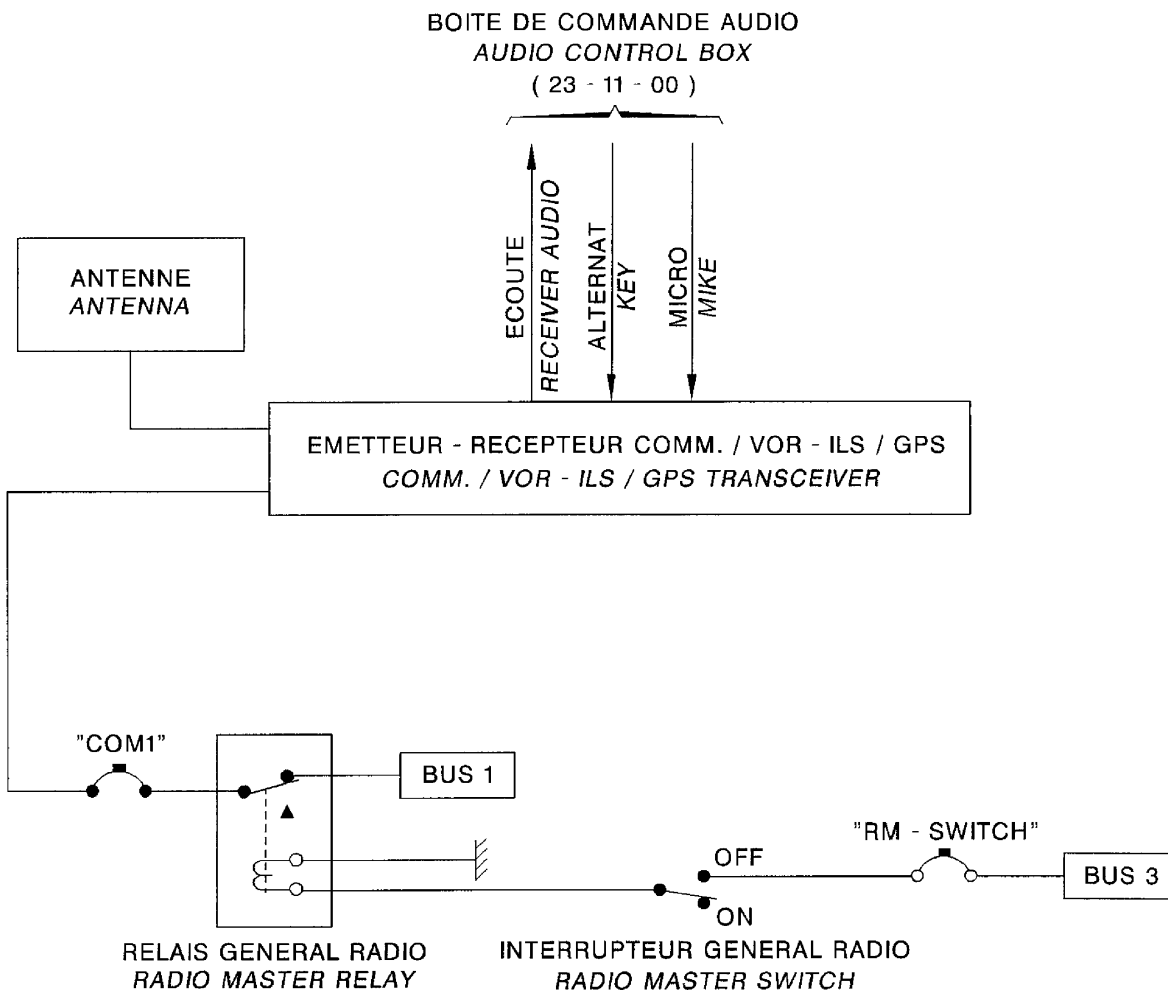 BOITE DE COMMANDE AUDIO
AUDIO CONTROL BOX
( 23 - 11 - 00 )
ECOUTE
RECEIVER AUDIO
ALTERNAT
KEY
MICRO
MIKE
ANTENNE
ANTENNA
EMETTEUR - RECEPTEUR COMM. / VOR - ILS / GPS
COMM. / VOR - ILS / GPS TRANSCEIVER
"COM1"
BUS 1
"RM - SWITCH"
OFF
BUS 3
ON
RELAIS GENERAL RADIO
RADIO MASTER RELAY
INTERRUPTEUR GENERAL RADIO
RADIO MASTER SWITCH